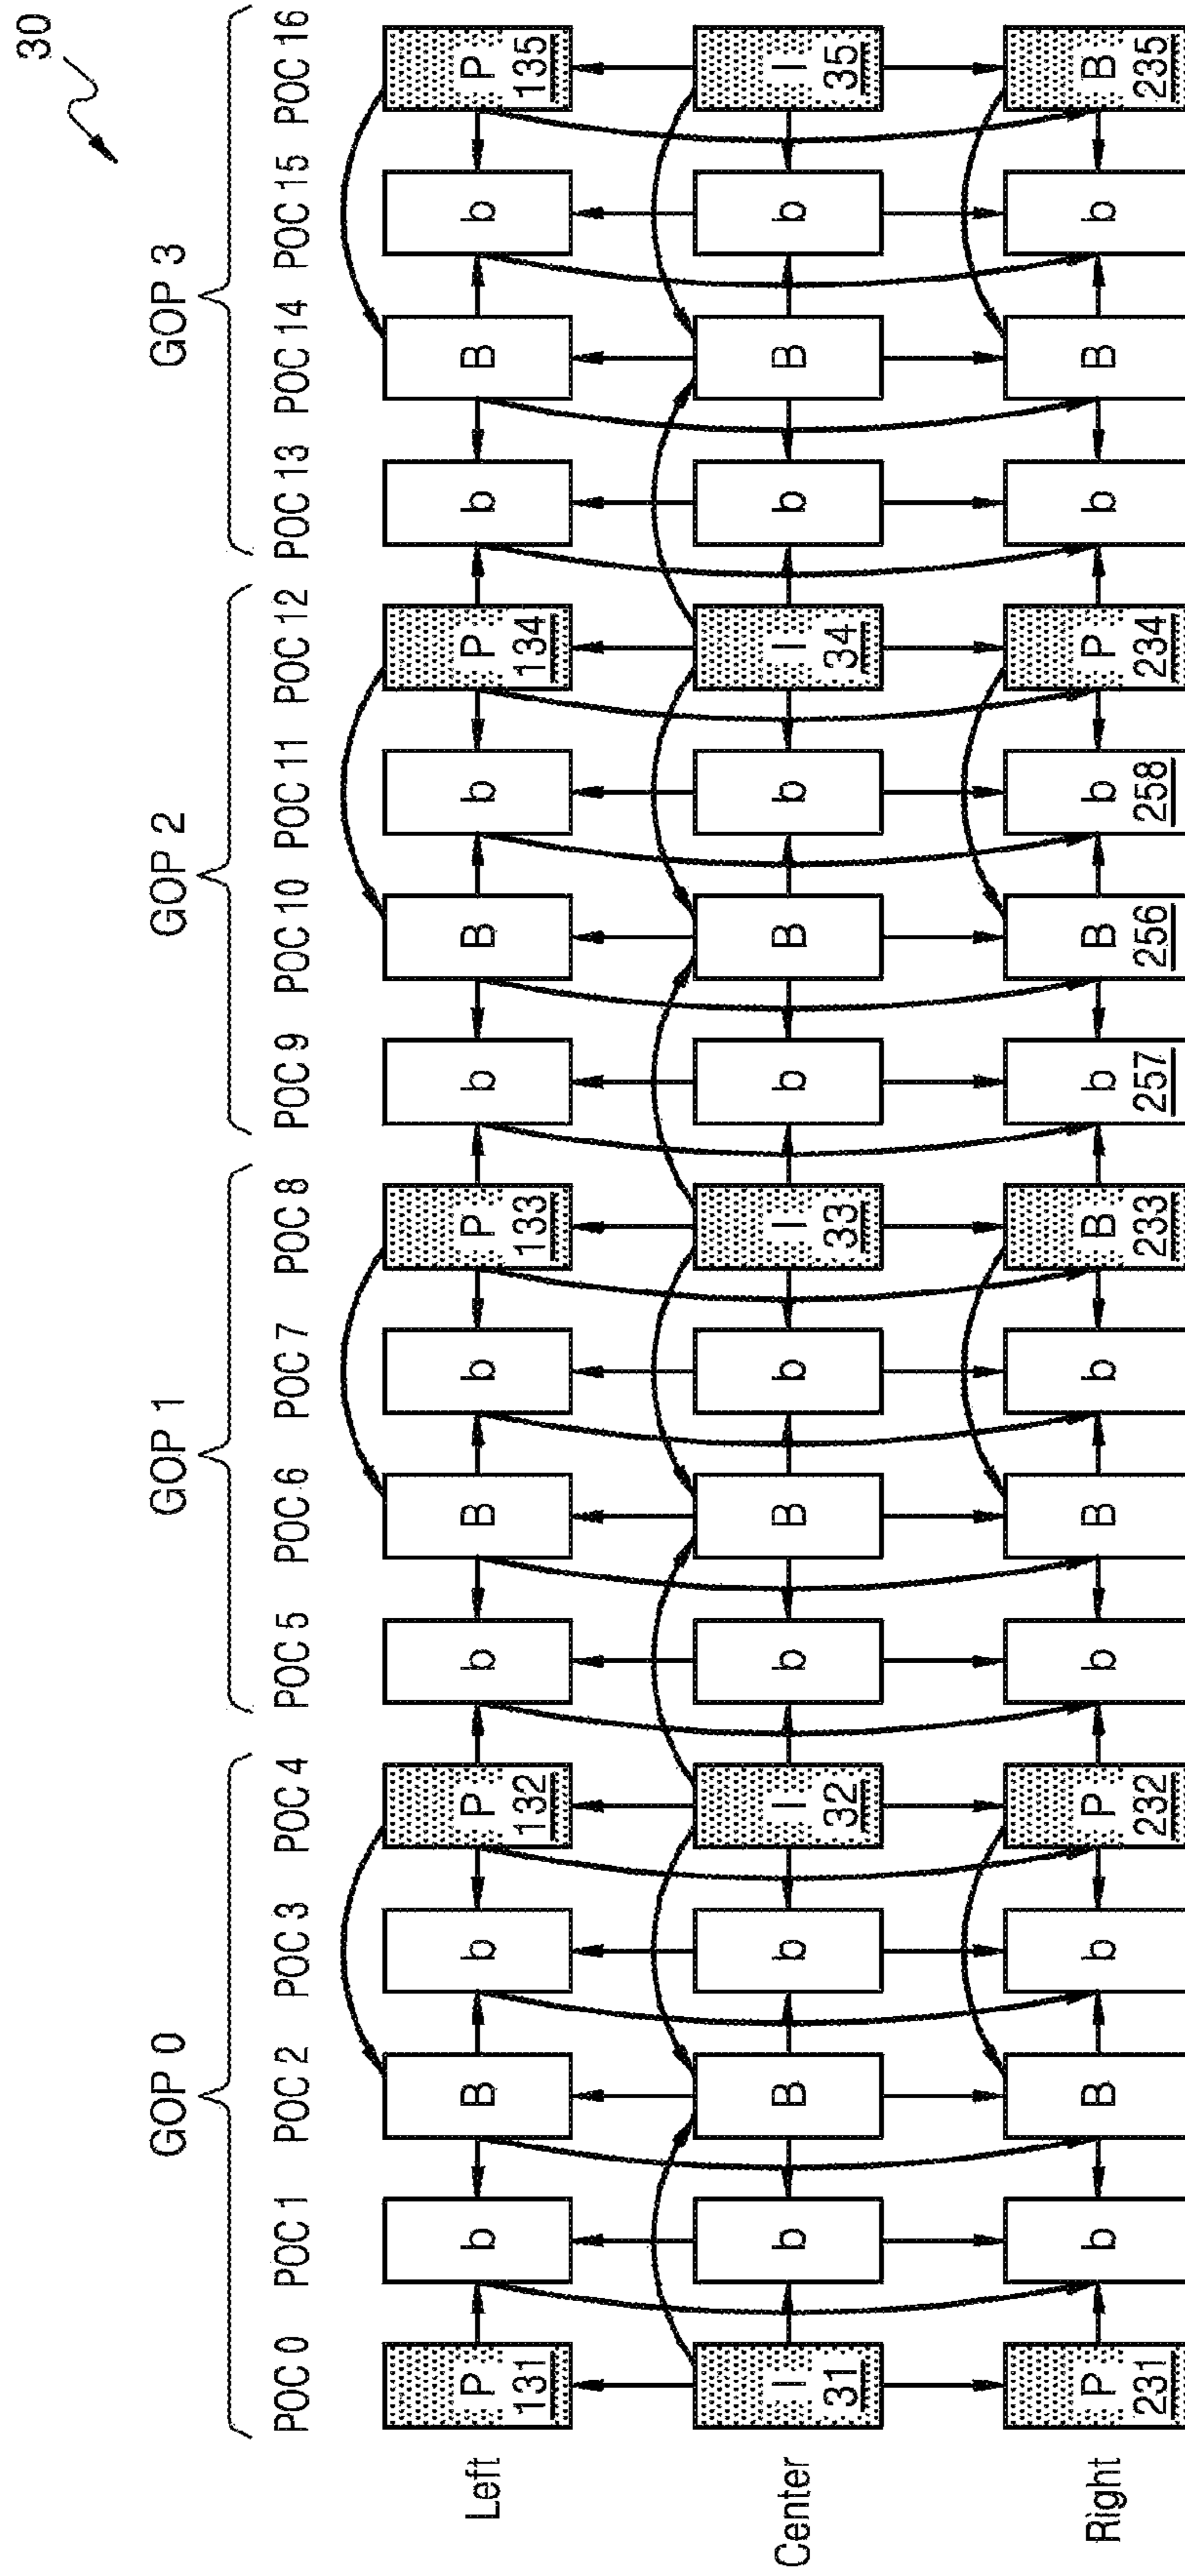 30
GOP 0 GOP 1 GOP 2 GOP 3
POC 0 POC 1 POC 2 POC 3 POC 4 POC 5 POC 6 POC 7 POC 8 POC 9 POC 10 POC 11 POC 12 POC 13 POC 14 POC 15 POC 16
Left P b B b P b B b P b B b P b B b P
131 132 133 134 135
Center I b B b I b B b I b B b I b B b I
31 32 33 34 35
Right P b B b P b B b B b B b P b B b B
231 232 233 257 256 258 234 235